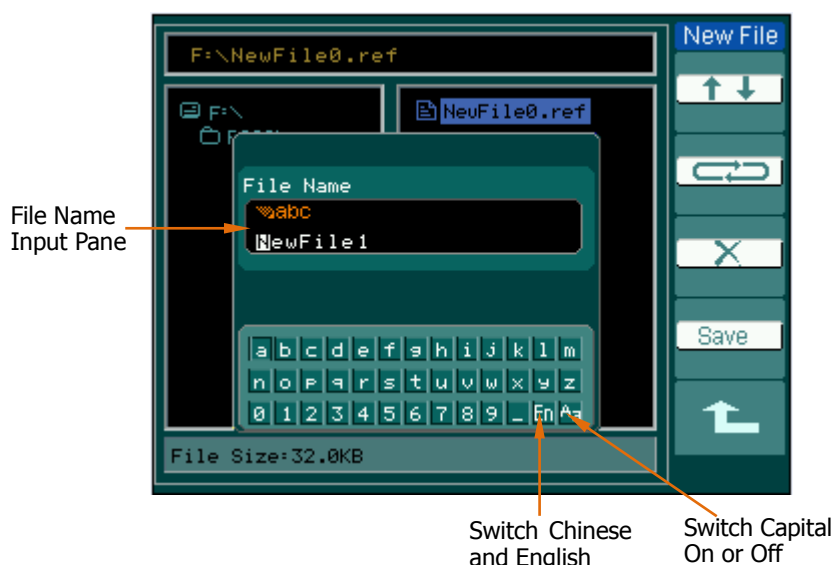 New File
F:\NewFile0.ref
F:\
NewFile0.ref
File Name
abc
NewFile1
File Name
Input Pane
a b c d e f g h i j k l m
n o p q r s t u v w x y z
0 1 2 3 4 5 6 7 8 9 _ En Aa
Save
File Size:32.0KB
Switch Chinese
and English
Switch Capital
On or Off